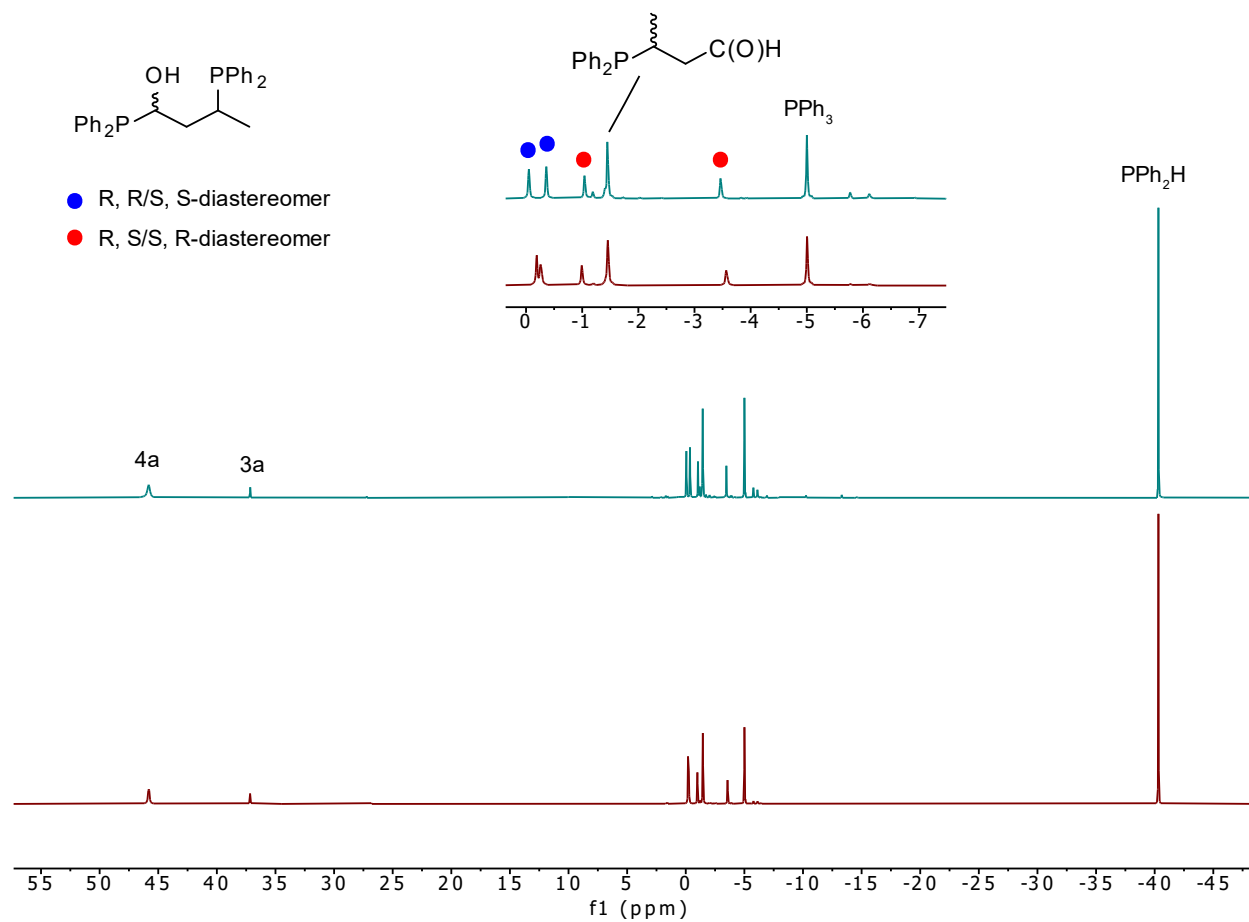 OH
PPh2
Ph2P
R, R/S, S-diastereomer
R, S/S, R-diastereomer
Ph2P
C(O)H
PPh3
PPh2H
0 -1 -2 -3 -4 -5 -6 -7
4a
3a
55 50 45 40 35 30 25 20 15 10 5 0 -5 -10 -15 -20 -25 -30 -35 -40 -45
f1 (ppm)